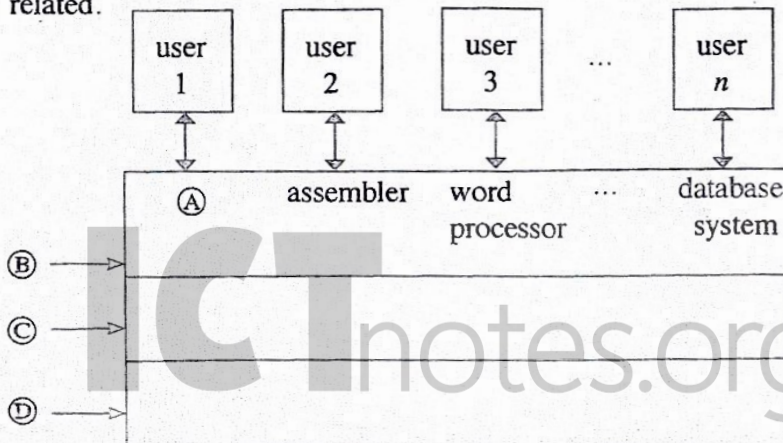 related.
user user user ... user
1 2 3 n
Ⓐ assembler word ... database
processor system
Ⓑ
Ⓒ
Ⓓ
ICTnotes.org